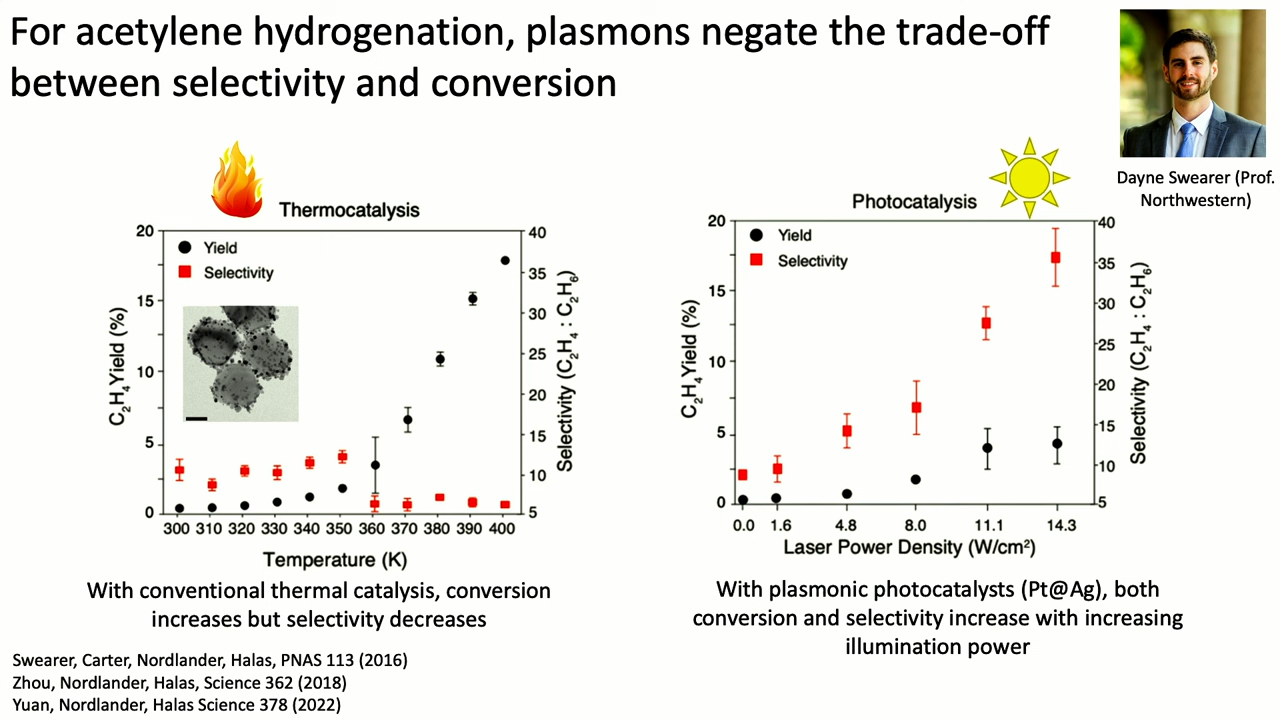 For acetylene hydrogenation, plasmons negate the trade-off
between selectivity and conversion
Dayne Swearer (Prof.
Northwestern)
Thermocatalysis
Yield
Selectivity
C₂H₄ Yield (%)
20
15
10
5
0
40
35
30
25
20
15
10
5
Selectivity (C₂H₄ : C₂H₆)
300 310 320 330 340 350 360 370 380 390 400
Temperature (K)
With conventional thermal catalysis, conversion
increases but selectivity decreases
Photocatalysis
Yield
Selectivity
C₂H₄ Yield (%)
20
15
10
5
0
40
35
30
25
20
15
10
5
Selectivity (C₂H₄ : C₂H₆)
0.0 1.6 4.8 8.0 11.1 14.3
Laser Power Density (W/cm²)
With plasmonic photocatalysts (Pt@Ag), both
conversion and selectivity increase with increasing
illumination power
Swearer, Carter, Nordlander, Halas, PNAS 113 (2016)
Zhou, Nordlander, Halas, Science 362 (2018)
Yuan, Nordlander, Halas Science 378 (2022)